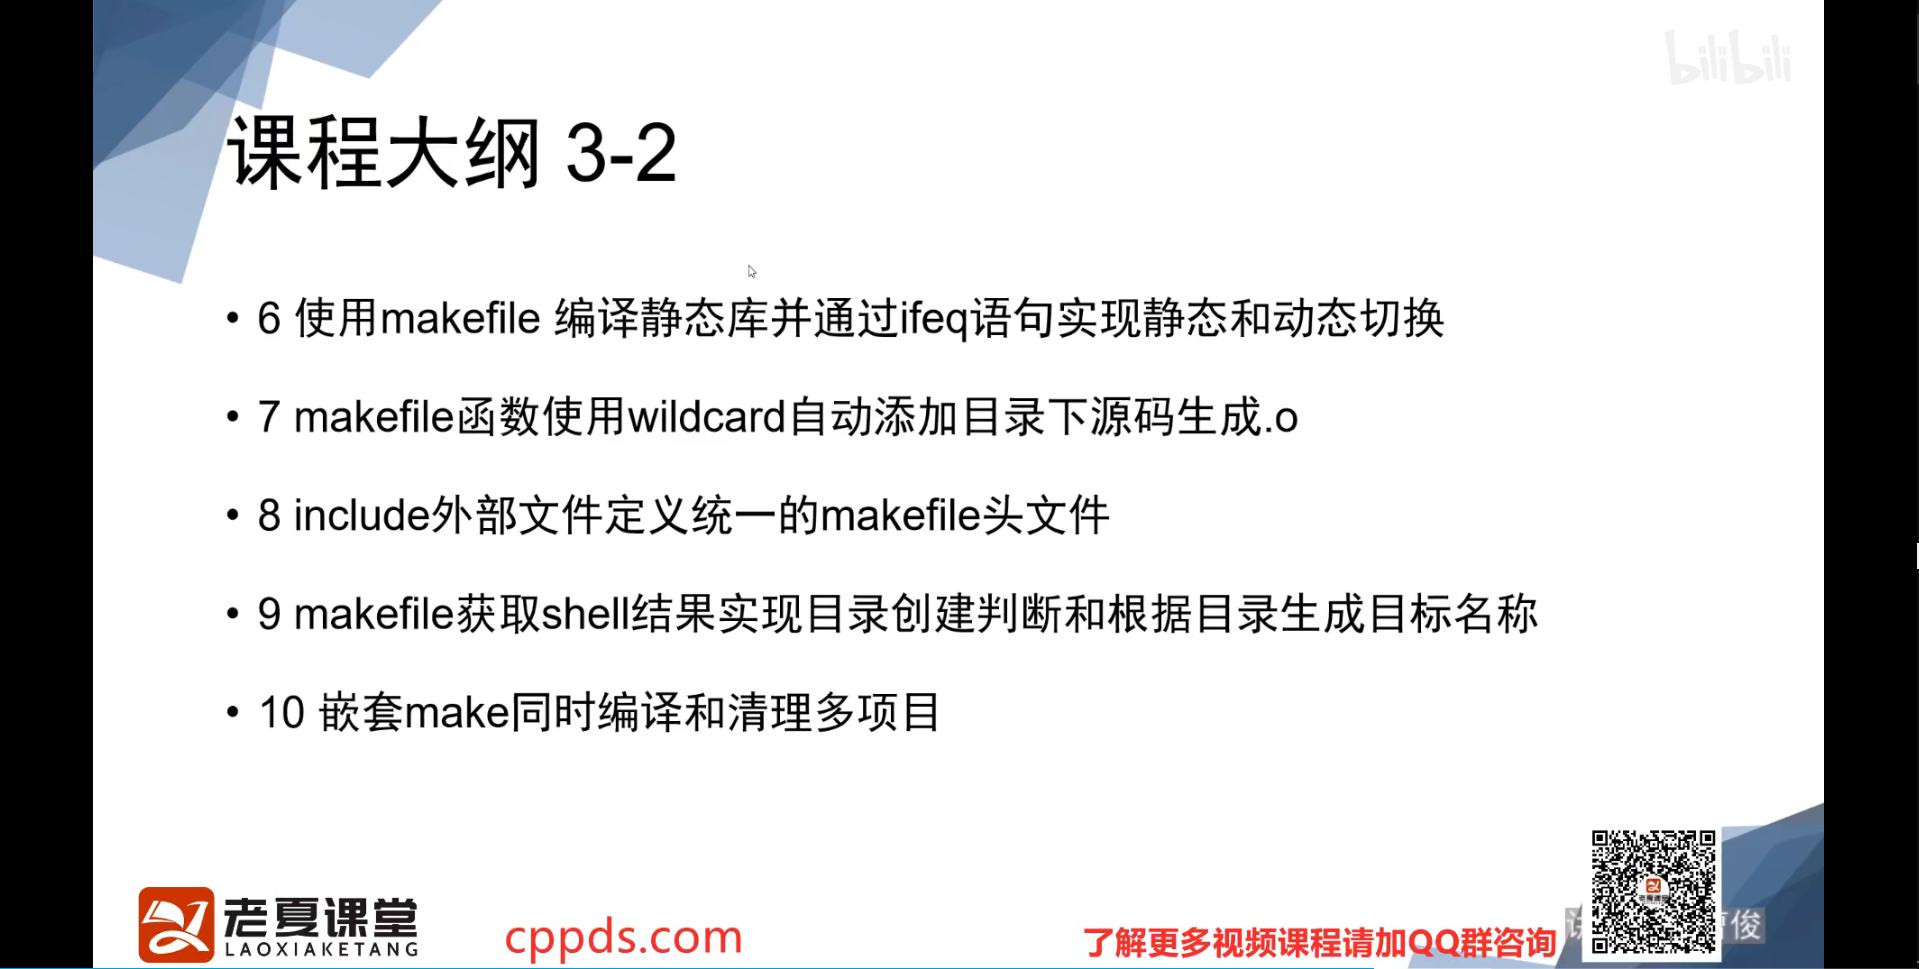 bilibili
课程大纲 3-2
• 6 使用makefile 编译静态库并通过ifeq语句实现静态和动态切换
• 7 makefile函数使用wildcard自动添加目录下源码生成.o
• 8 include外部文件定义统一的makefile头文件
• 9 makefile获取shell结果实现目录创建判断和根据目录生成目标名称
• 10 嵌套make同时编译和清理多项目
老夏课堂
LAOXIAKETANG
cppds.com
了解更多视频课程请加QQ群咨询
俊